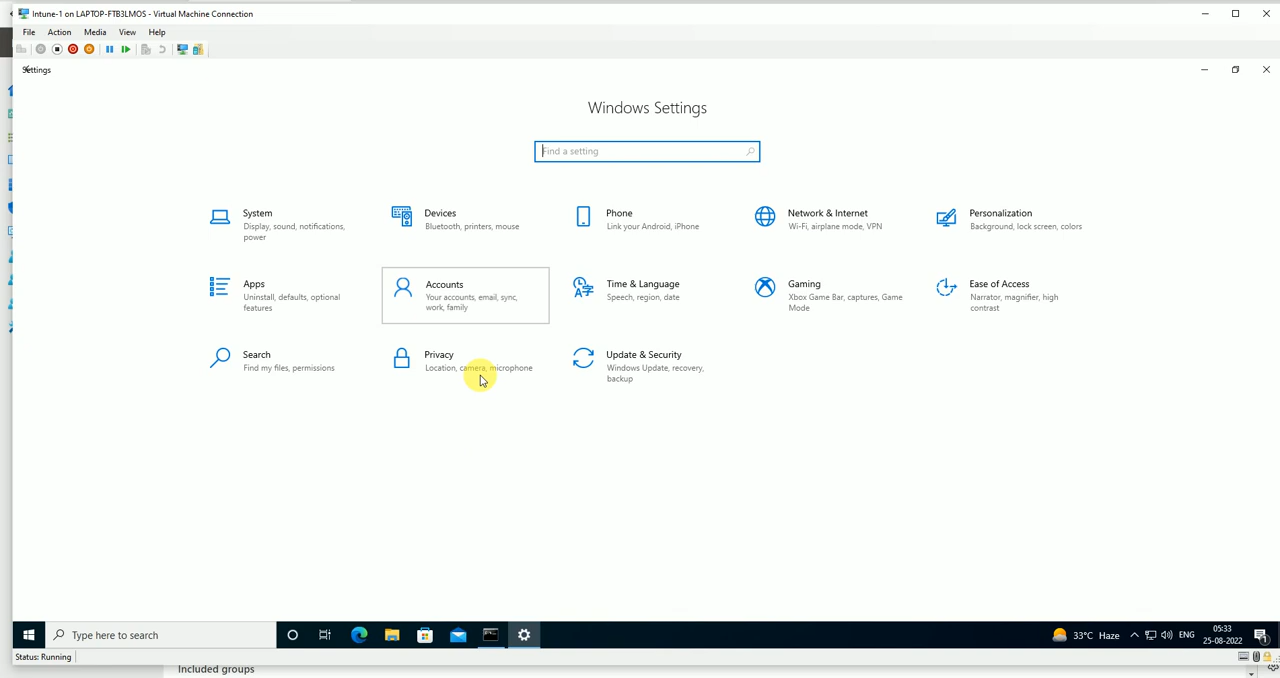 Intune-1 on LAPTOP-FTB3LMOS - Virtual Machine Connection
File Action Media View Help
Settings
Windows Settings
Find a setting
System
Display, sound, notifications,
power
Devices
Bluetooth, printers, mouse
Phone
Link your Android, iPhone
Network & Internet
Wi-Fi, airplane mode, VPN
Personalization
Background, lock screen, colors
Apps
Uninstall, defaults, optional
features
Accounts
Your accounts, email, sync,
work, family
Time & Language
Speech, region, date
Gaming
Xbox Game Bar, captures, Game
Mode
Ease of Access
Narrator, magnifier, high
contrast
Search
Find my files, permissions
Privacy
Location, camera, microphone
Update & Security
Windows Update, recovery,
backup
Type here to search
33°C Haze
ENG
05:33
25-08-2022
1
Status: Running
Included groups